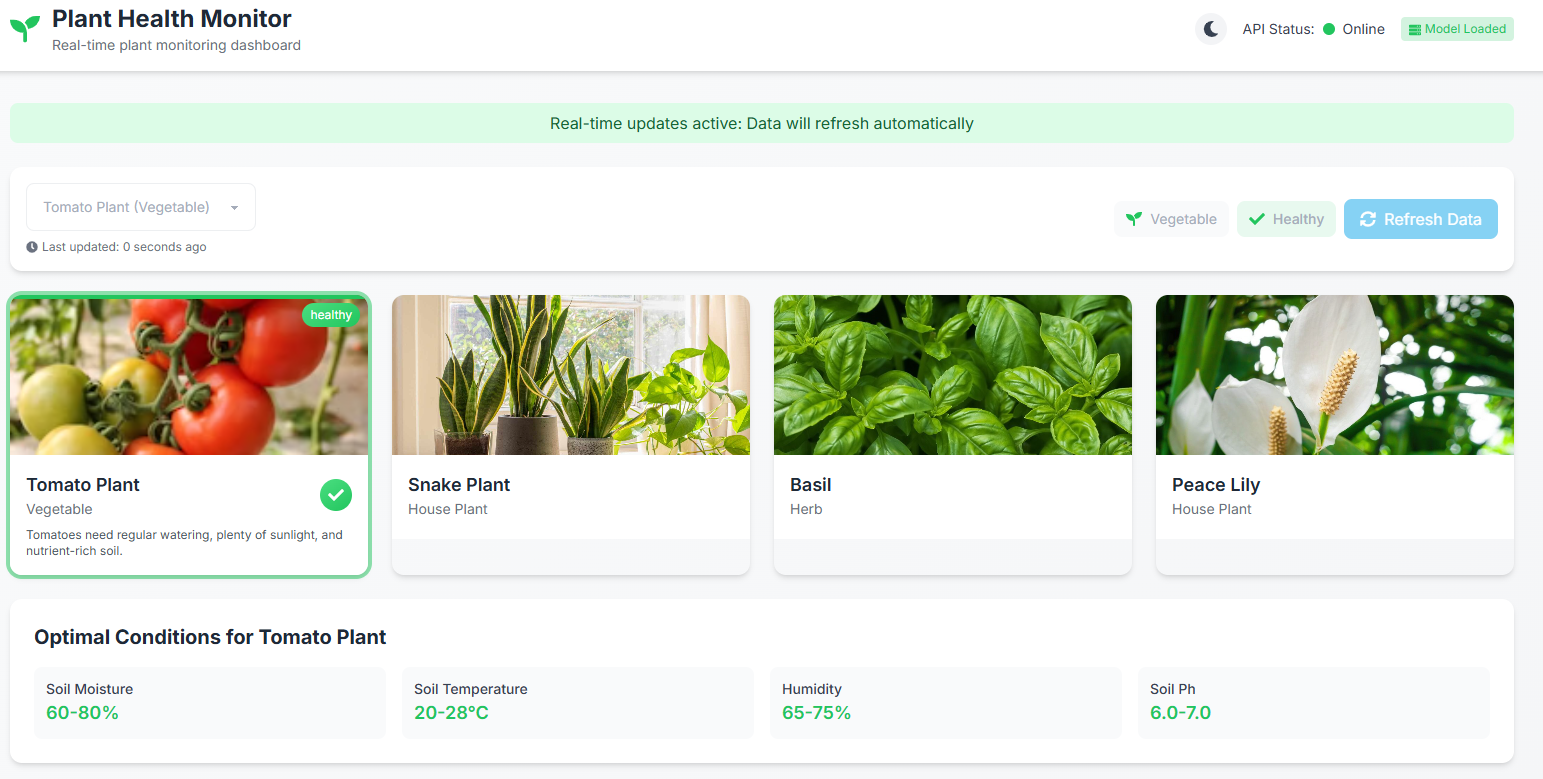 Plant Health Monitor
Real-time plant monitoring dashboard
API Status: Online
Model Loaded
Real-time updates active: Data will refresh automatically
Tomato Plant (Vegetable)
Last updated: 0 seconds ago
Vegetable
Healthy
Refresh Data
healthy
Tomato Plant
Vegetable
Tomatoes need regular watering, plenty of sunlight, and
nutrient-rich soil.
Snake Plant
House Plant
Basil
Herb
Peace Lily
House Plant
Optimal Conditions for Tomato Plant
Soil Moisture
60-80%
Soil Temperature
20-28°C
Humidity
65-75%
Soil Ph
6.0-7.0